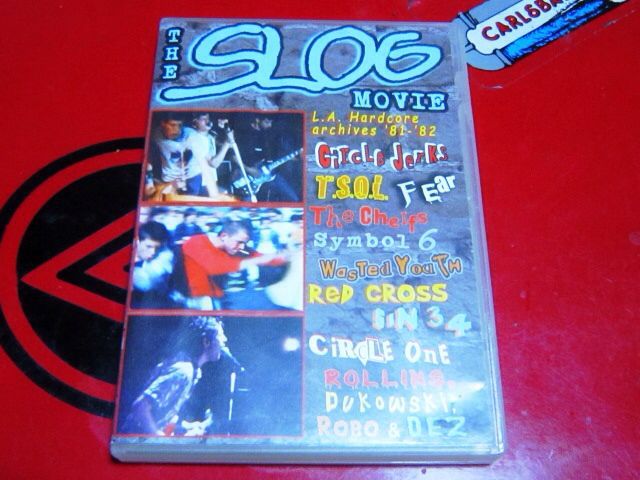 THE SLOG
MOVIE
L.A. Hardcore
archives '81-'82
Circle Jerks
T.S.O.L. FEar
The Cheifs
Symbol 6
Wasted YouTH
RED CROSS
SIN 34
CiRCLE OnE
ROLLINS,
DUKOWSKI,
ROBO & DEZ